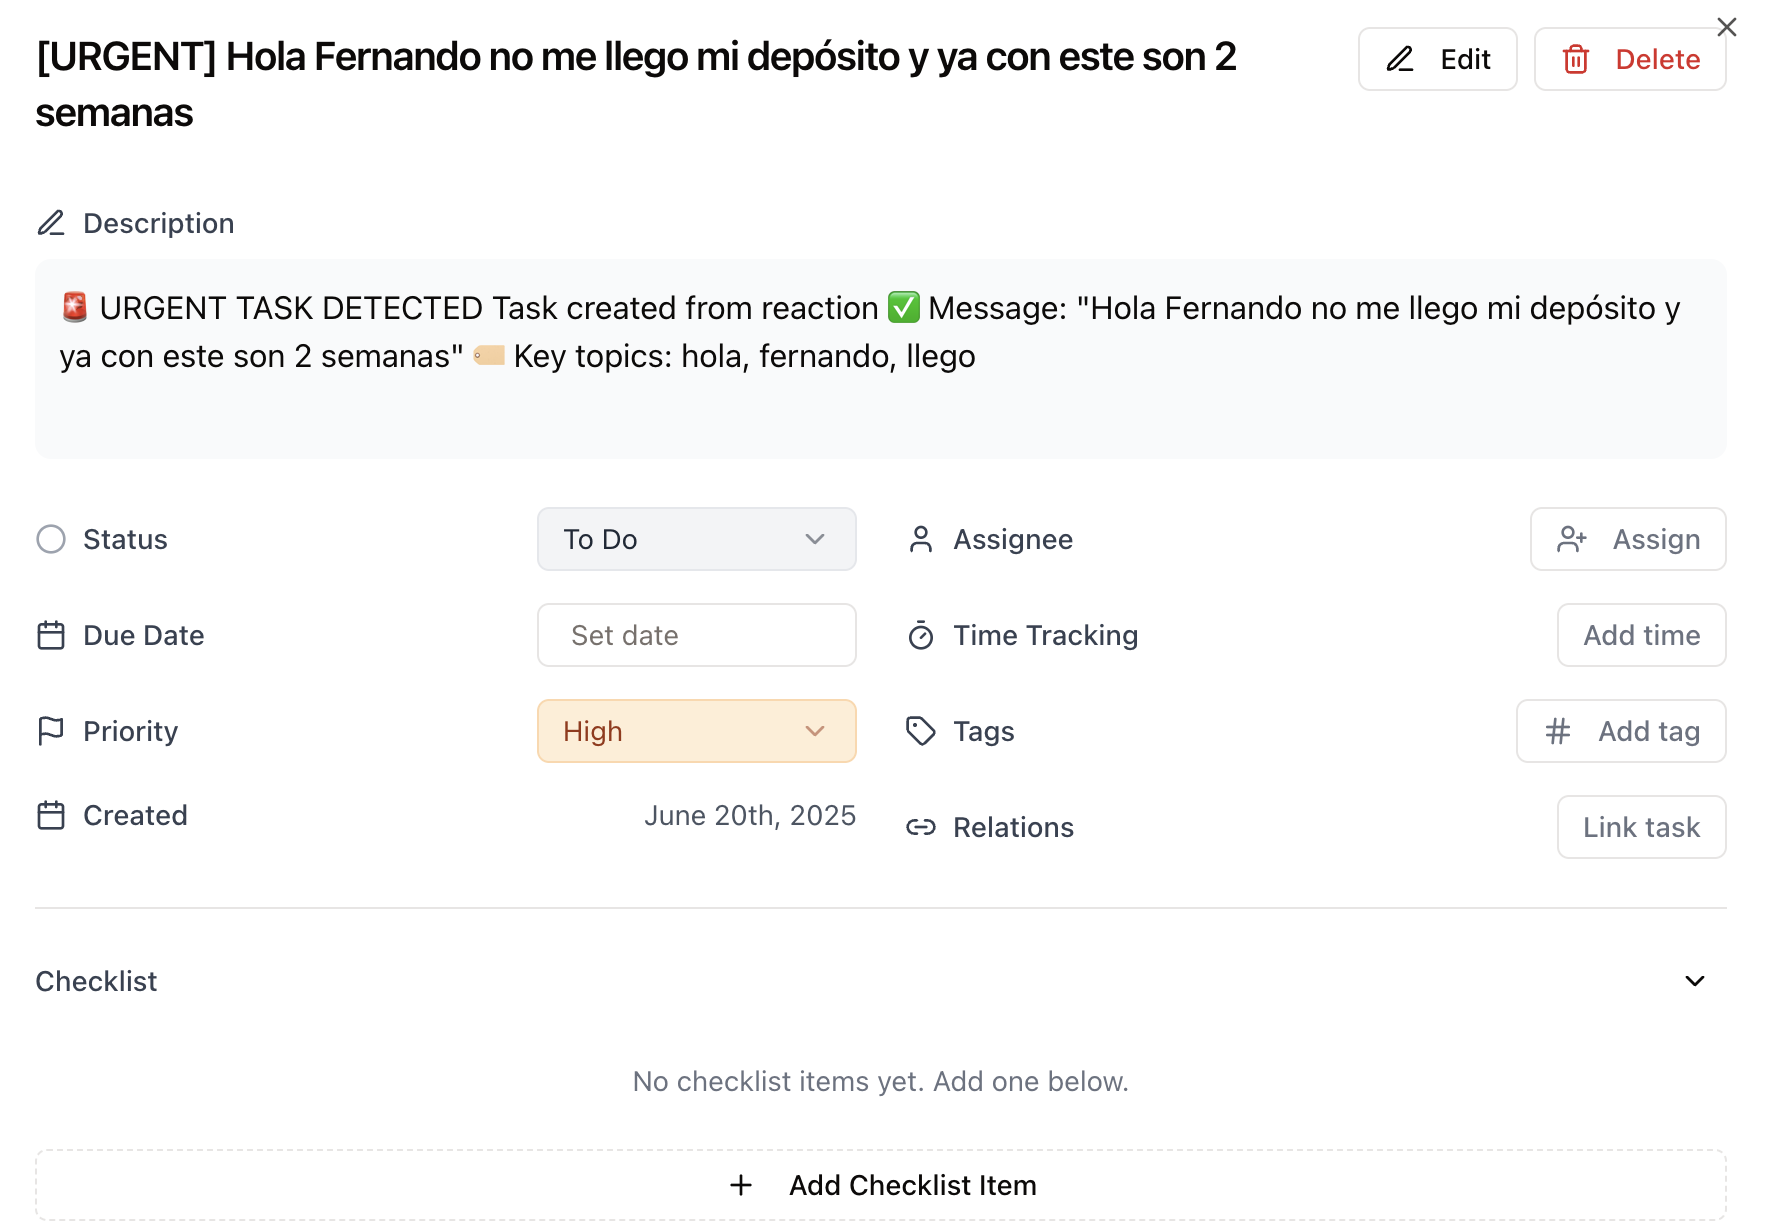 [URGENT] Hola Fernando no me llego mi depósito y ya con este son 2
semanas
Edit
Delete
Description
🚨 URGENT TASK DETECTED Task created from reaction ✅ Message: "Hola Fernando no me llego mi depósito y
ya con este son 2 semanas" 🏷️ Key topics: hola, fernando, llego
Status
To Do
Assignee
Assign
Due Date
Set date
Time Tracking
Add time
Priority
High
Tags
# Add tag
Created
June 20th, 2025
Relations
Link task
Checklist
No checklist items yet. Add one below.
+ Add Checklist Item